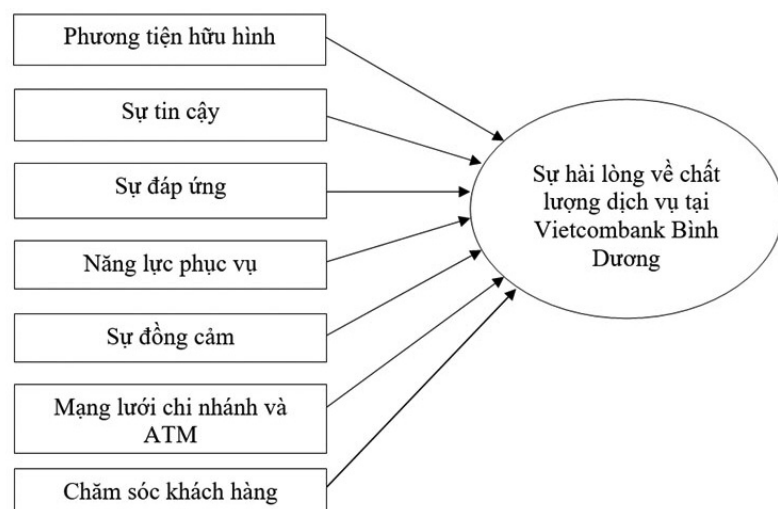 Phương tiện hữu hình
Sự tin cậy
Sự đáp ứng
Năng lực phục vụ
Sự đồng cảm
Mạng lưới chi nhánh và
ATM
Chăm sóc khách hàng
Sự hài lòng về chất
lượng dịch vụ tại
Vietcombank Bình
Dương